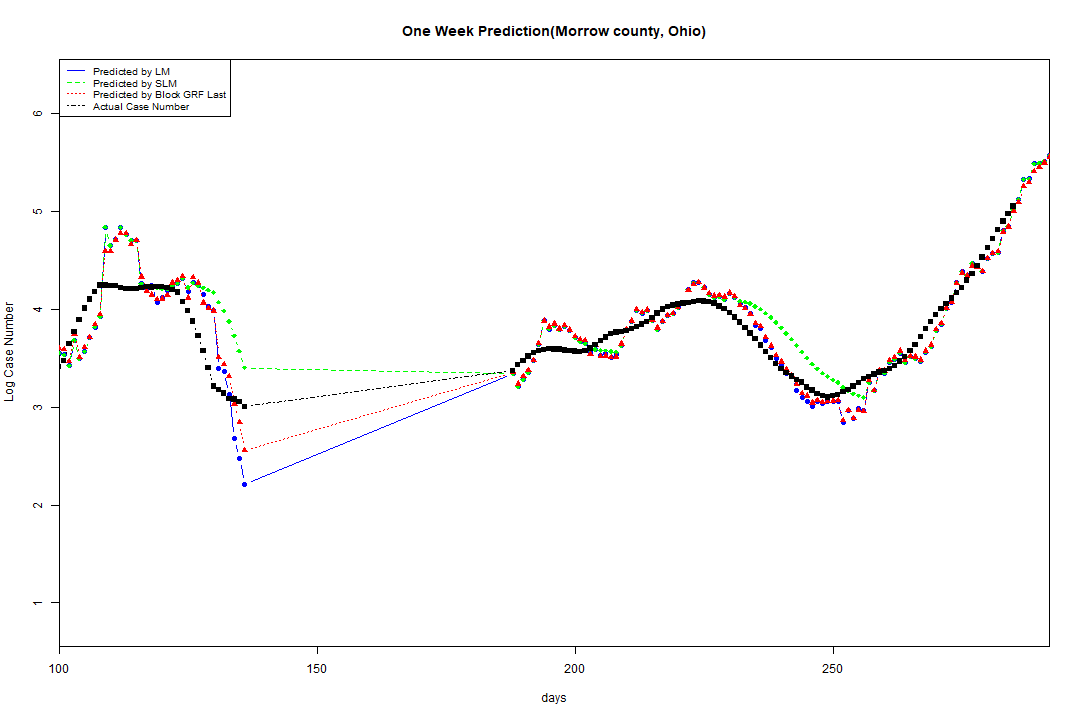 One Week Prediction(Morrow county, Ohio)
Predicted by LM
Predicted by SLM
Predicted by Block GRF Last
Actual Case Number
Log Case Number
6
5
4
3
2
1
100 150 200 250
days